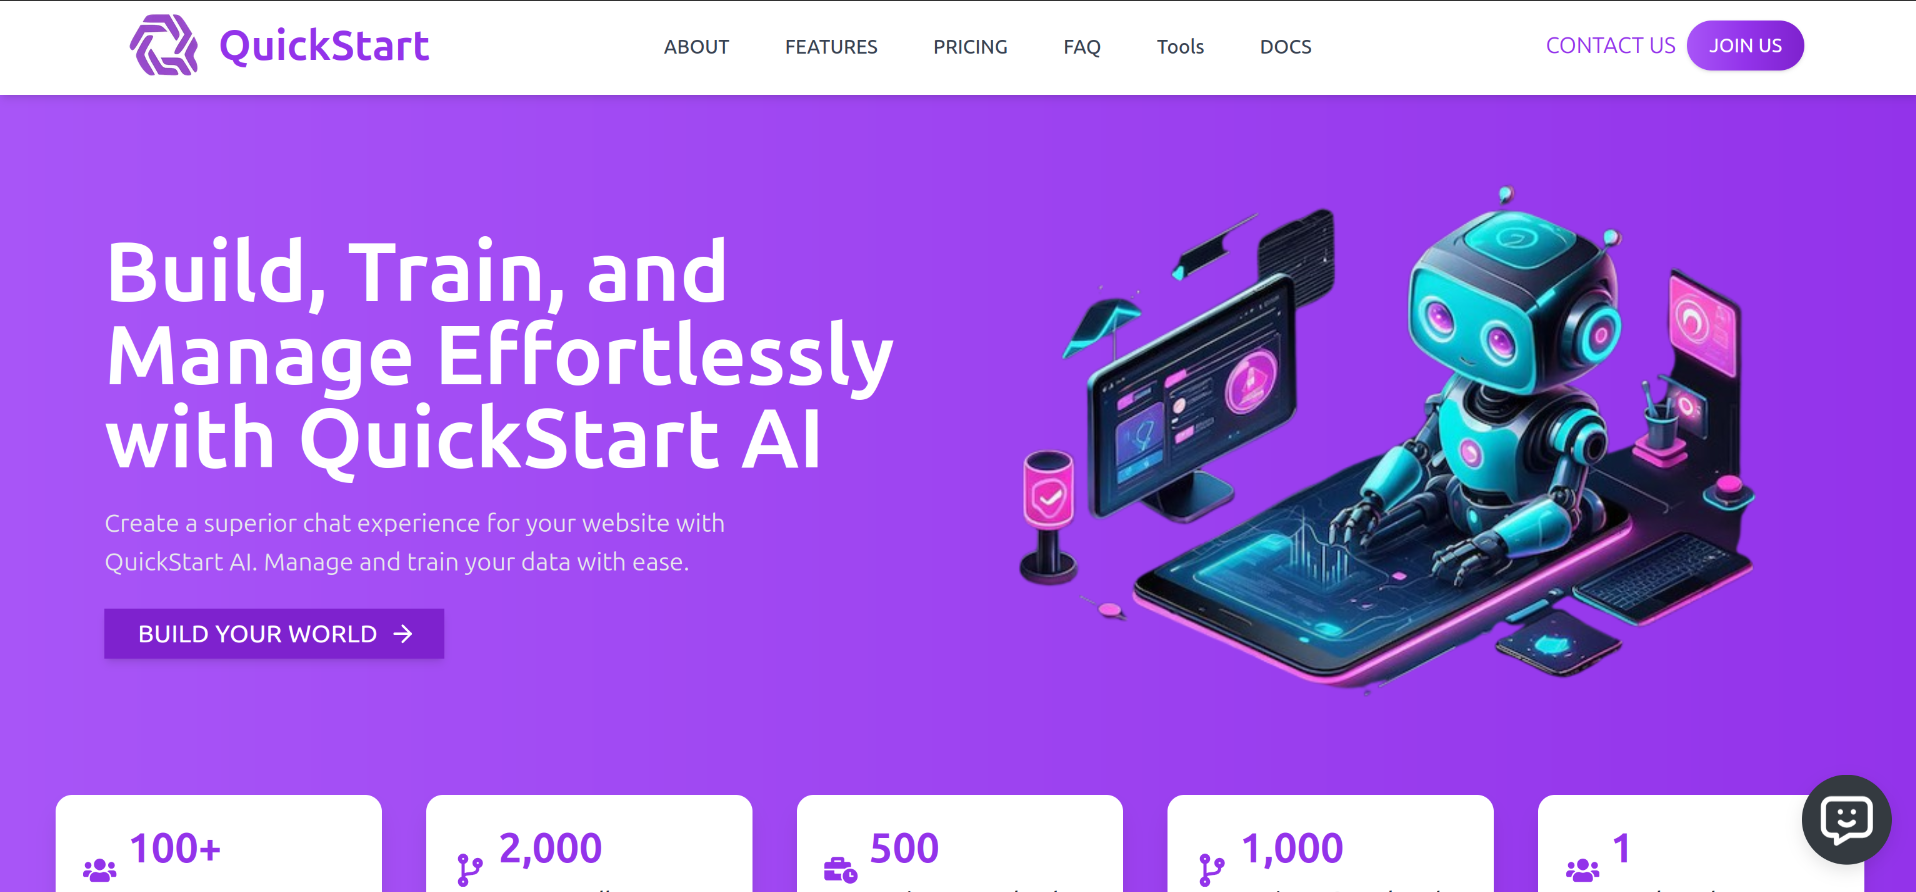 QuickStart
ABOUT FEATURES PRICING FAQ Tools DOCS
CONTACT US JOIN US
Build, Train, and
Manage Effortlessly
with QuickStart AI
Create a superior chat experience for your website with
QuickStart AI. Manage and train your data with ease.
BUILD YOUR WORLD
100+ 2,000 500 1,000 1